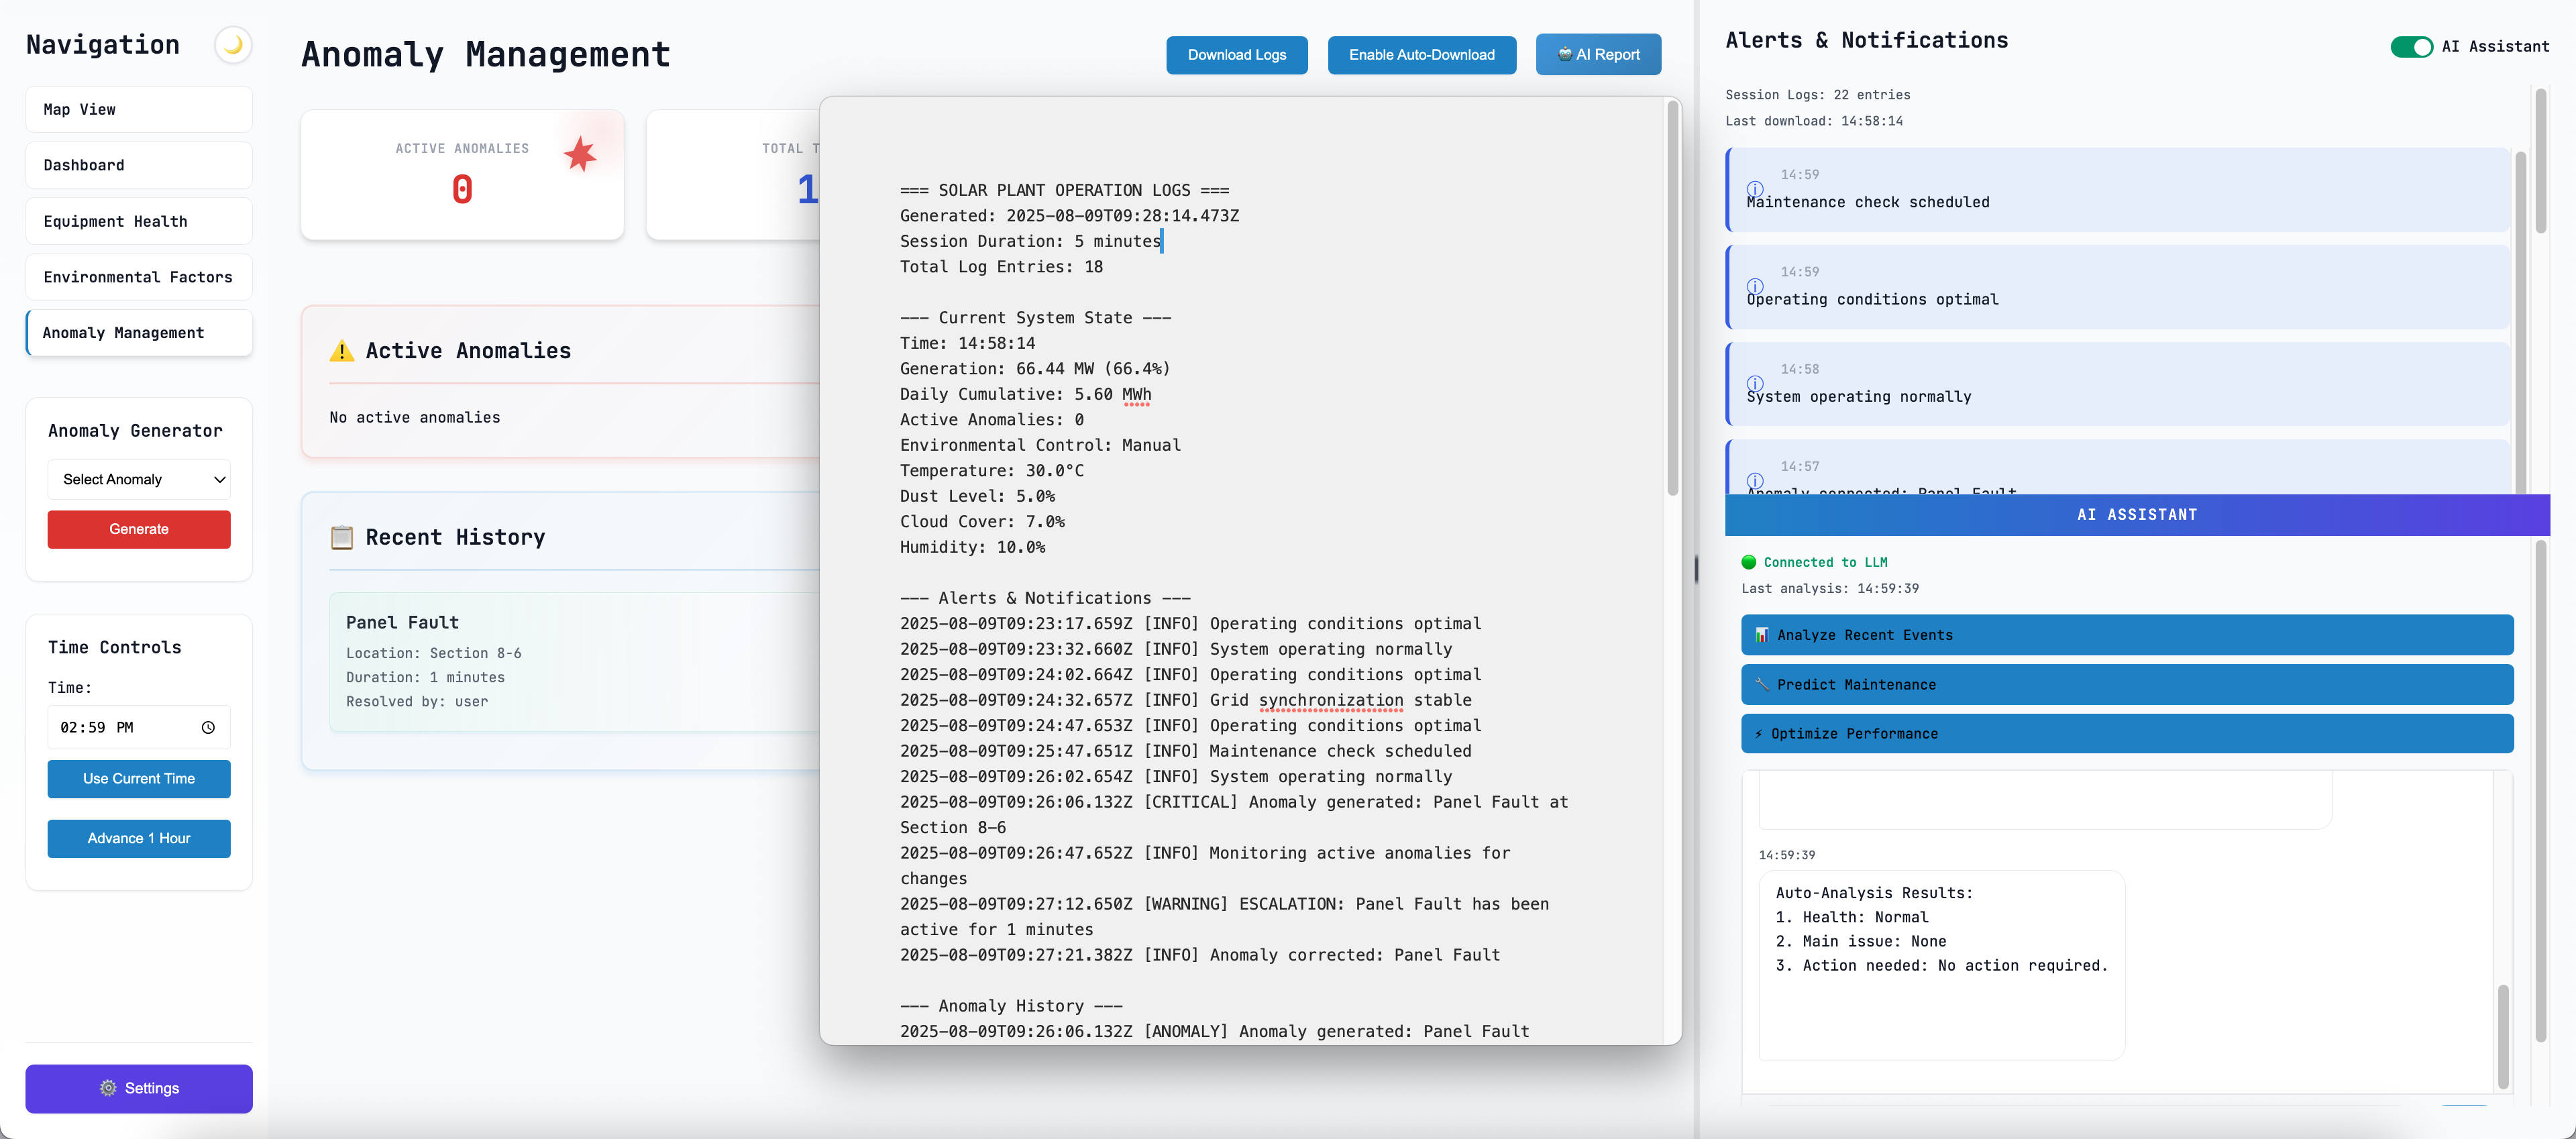 Navigation
Map View
Dashboard
Equipment Health
Environmental Factors
Anomaly Management
Anomaly Generator
Select Anomaly
Generate
Time Controls
Time:
02:59 PM
Use Current Time
Advance 1 Hour
Settings
Anomaly Management
Download Logs
Enable Auto-Download
AI Report
ACTIVE ANOMALIES
0
TOTAL T
1
Active Anomalies
No active anomalies
Recent History
Panel Fault
Location: Section 8-6
Duration: 1 minutes
Resolved by: user
=== SOLAR PLANT OPERATION LOGS ===
Generated: 2025-08-09T09:28:14.473Z
Session Duration: 5 minutes
Total Log Entries: 18
--- Current System State ---
Time: 14:58:14
Generation: 66.44 MW (66.4%)
Daily Cumulative: 5.60 MWh
Active Anomalies: 0
Environmental Control: Manual
Temperature: 30.0°C
Dust Level: 5.0%
Cloud Cover: 7.0%
Humidity: 10.0%
--- Alerts & Notifications ---
2025-08-09T09:23:17.659Z [INFO] Operating conditions optimal
2025-08-09T09:23:32.660Z [INFO] System operating normally
2025-08-09T09:24:02.664Z [INFO] Operating conditions optimal
2025-08-09T09:24:32.657Z [INFO] Grid synchronization stable
2025-08-09T09:24:47.653Z [INFO] Operating conditions optimal
2025-08-09T09:25:47.651Z [INFO] Maintenance check scheduled
2025-08-09T09:26:02.654Z [INFO] System operating normally
2025-08-09T09:26:06.132Z [CRITICAL] Anomaly generated: Panel Fault at
Section 8-6
2025-08-09T09:26:47.652Z [INFO] Monitoring active anomalies for
changes
2025-08-09T09:27:12.650Z [WARNING] ESCALATION: Panel Fault has been
active for 1 minutes
2025-08-09T09:27:21.382Z [INFO] Anomaly corrected: Panel Fault
--- Anomaly History ---
2025-08-09T09:26:06.132Z [ANOMALY] Anomaly generated: Panel Fault
Alerts & Notifications
AI Assistant
Session Logs: 22 entries
Last download: 14:58:14
14:59
Maintenance check scheduled
14:59
Operating conditions optimal
14:58
System operating normally
14:57
Anomaly corrected: Panel Fault
AI ASSISTANT
Connected to LLM
Last analysis: 14:59:39
Analyze Recent Events
Predict Maintenance
Optimize Performance
14:59:39
Auto-Analysis Results:
1. Health: Normal
2. Main issue: None
3. Action needed: No action required.